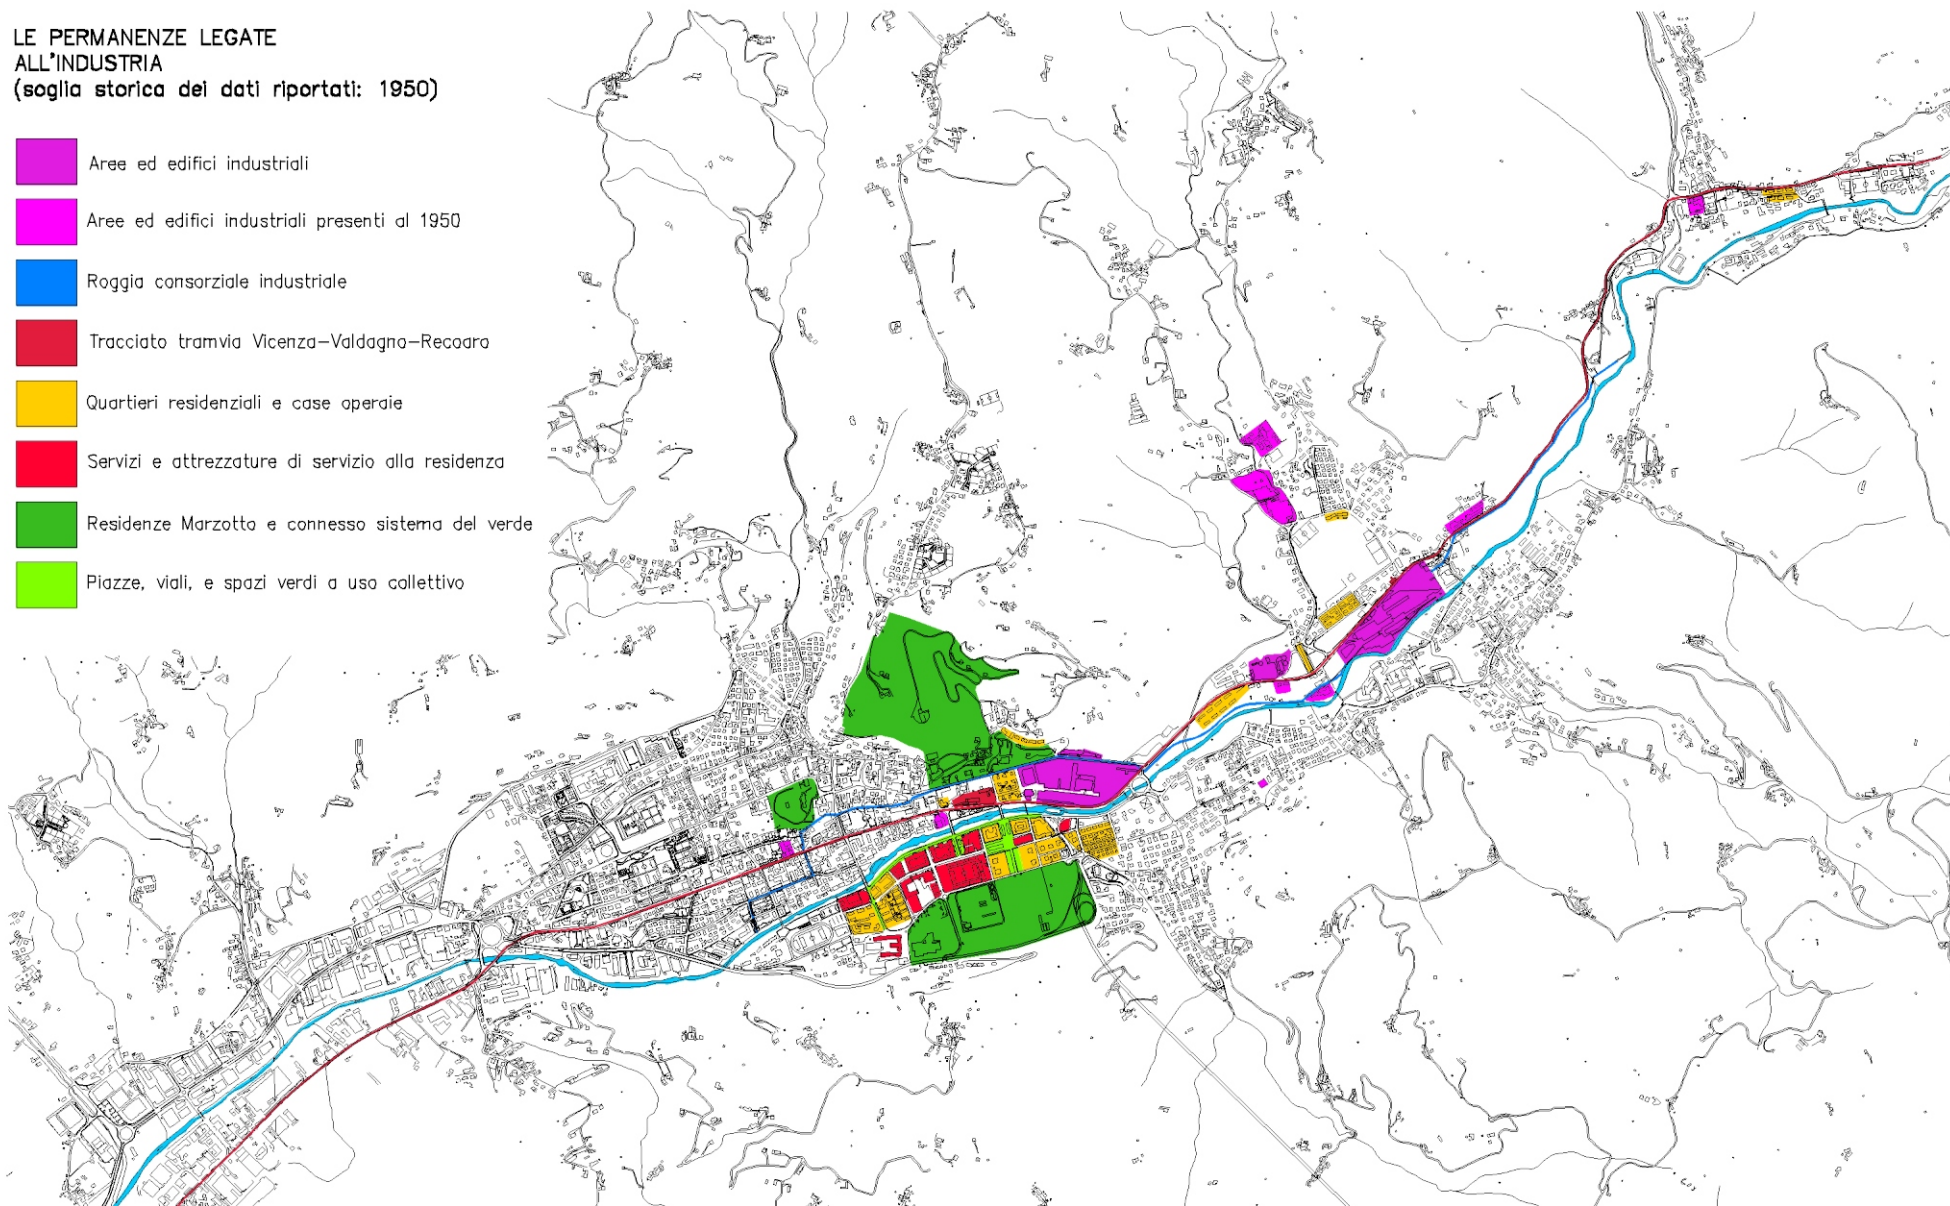 LE PERMANENZE LEGATE
ALL'INDUSTRIA
(soglia storica dei dati riportati: 1950)
Aree ed edifici industriali
Aree ed edifici industriali presenti al 1950
Roggia consorziale industriale
Tracciato tramvia Vicenza-Valdagno-Recoaro
Quartieri residenziali e case operaie
Servizi e attrezzature di servizio alla residenza
Residenze Marzotto e connesso sistema del verde
Piazze, viali, e spazi verdi a uso collettivo